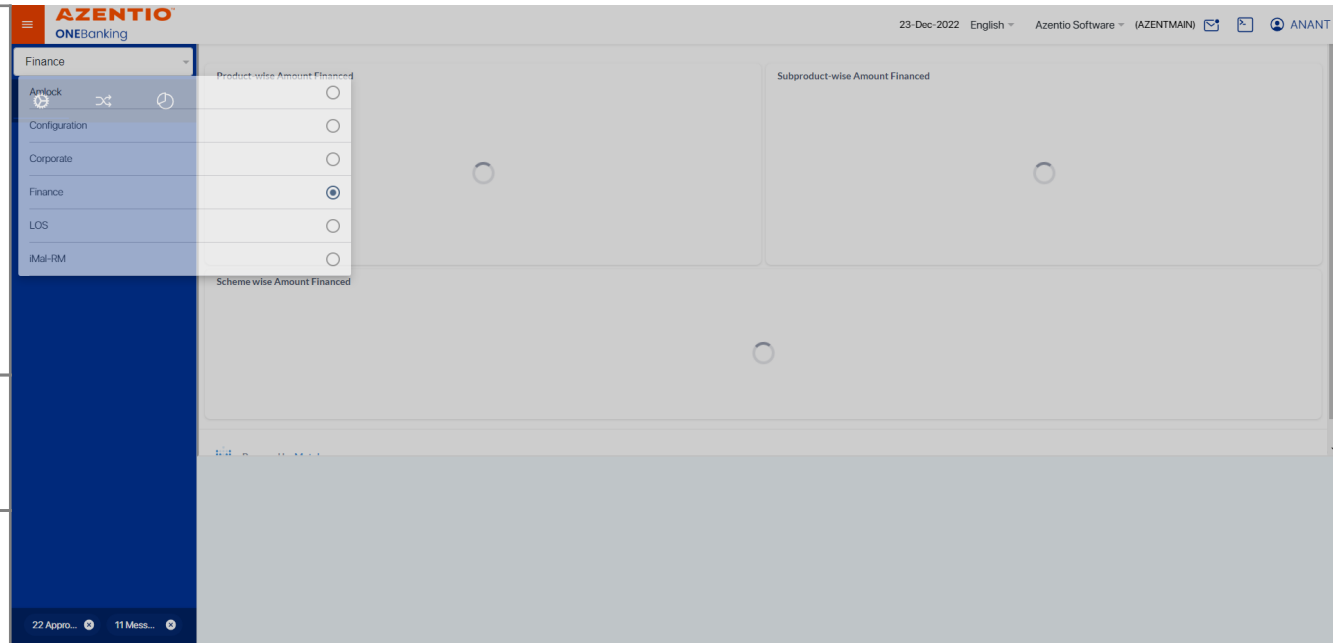 AZENTIO
ONEBanking
23-Dec-2022 English Azentio Software (AZENTMAIN) ANANT
Finance
Amlock
Configuration
Corporate
Finance
LOS
iMal-RM
Product-wise Amount Financed
Subproduct-wise Amount Financed
Scheme wise Amount Financed
22 Appro... 11 Mess...